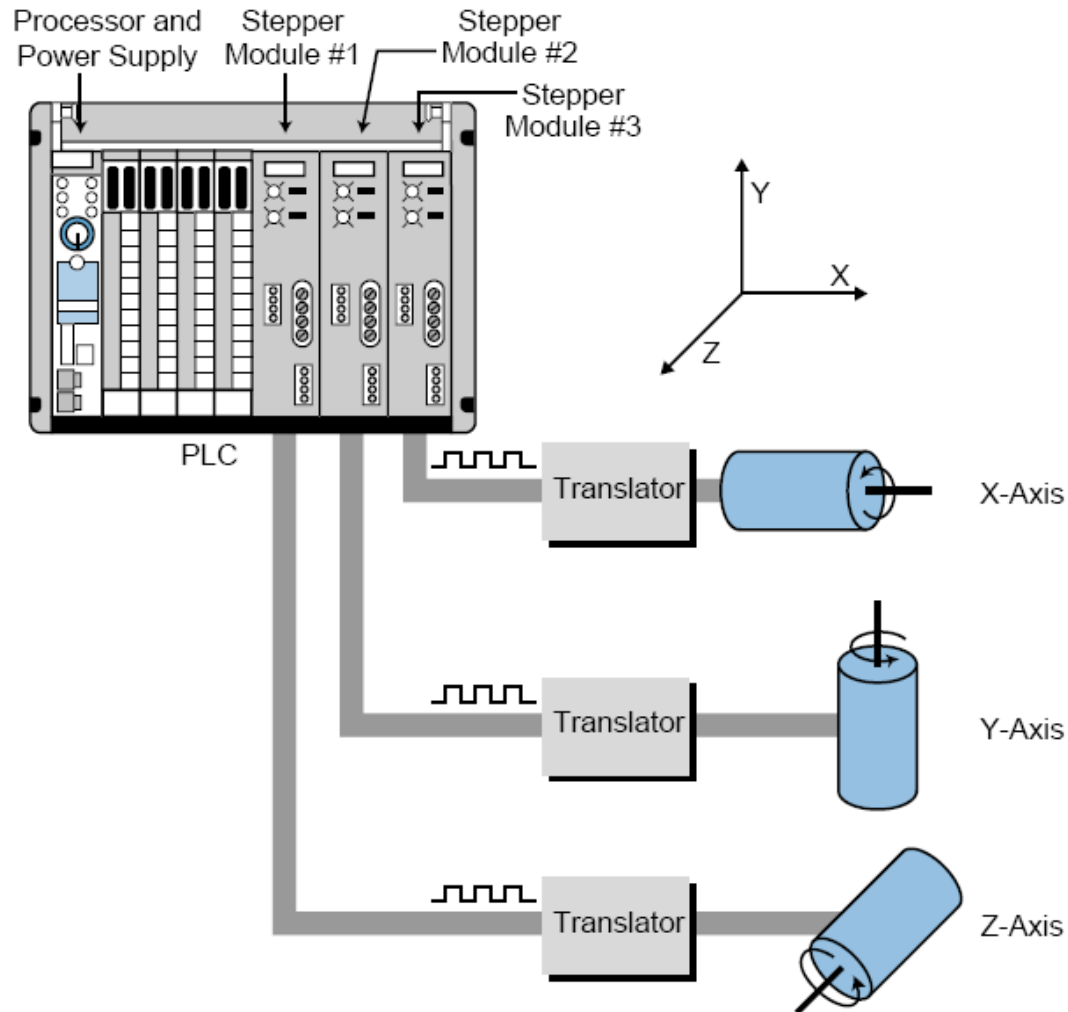 Processor and
Power Supply
Stepper
Module #1
Stepper
Module #2
Stepper
Module #3
Y
X
Z
PLC
Translator
X-Axis
Translator
Y-Axis
Translator
Z-Axis